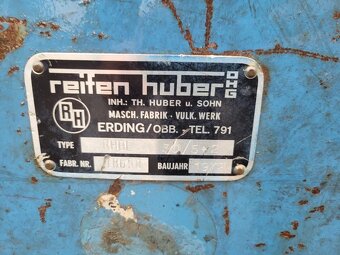 reifen huber OHG
RH
INH.: TH. HUBER u. SOHN
MASCH. FABRIK - VULK. WERK
ERDING/OBB. - TEL. 791
TYPE
FABR. NR. BAUJAHR